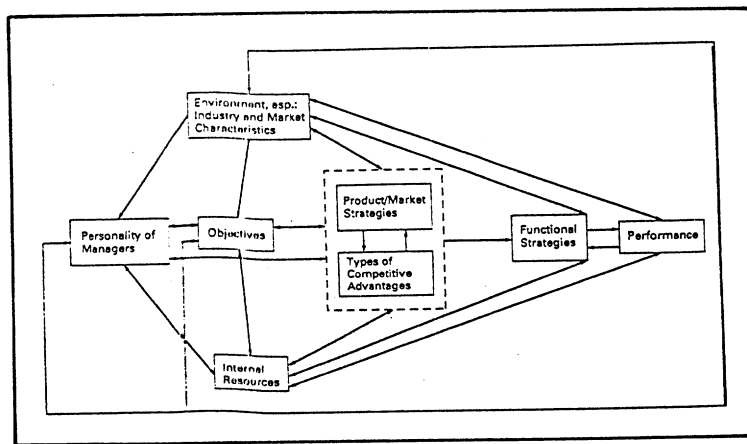 Environment, esp.:
Industry and Market
Characteristics
Product/Market
Strategies
Personality of
Managers
Objectives
Functional
Strategies
Performance
Types of
Competitive
Advantages
Internal
Resources